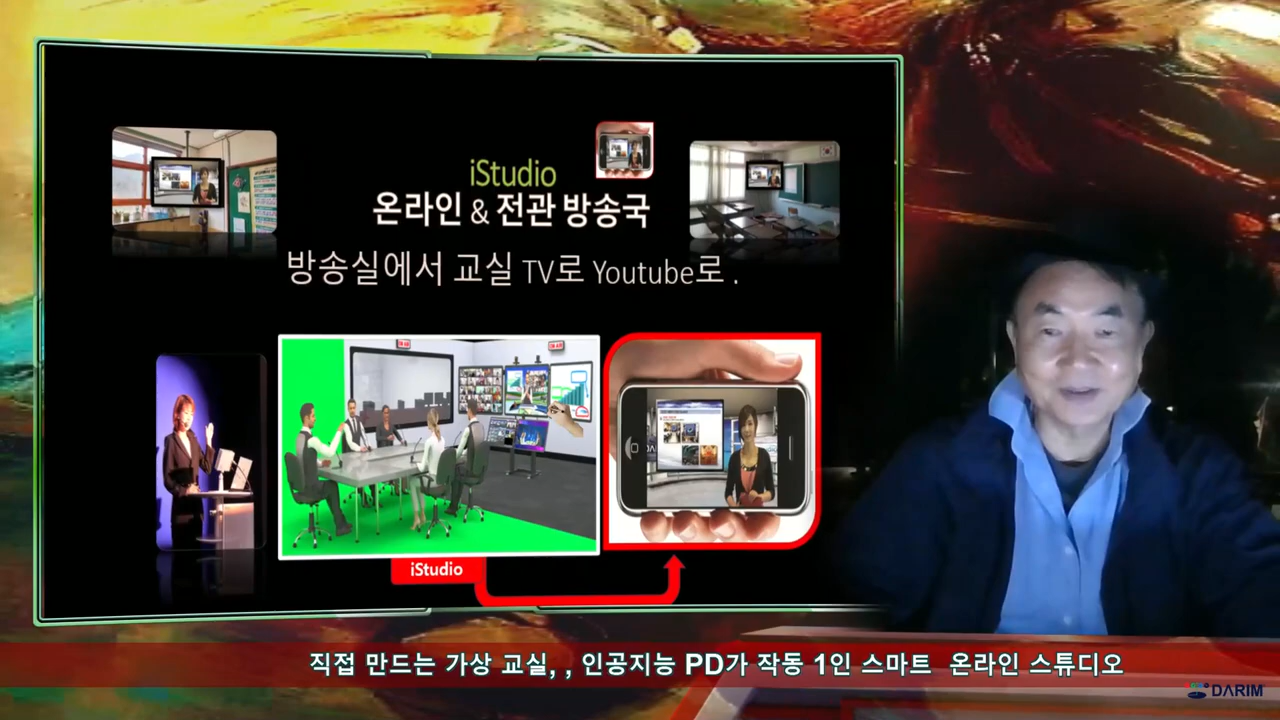 iStudio
온라인 & 전관 방송국
방송실에서 교실 TV로 Youtube로 .
iStudio
직접 만드는 가상 교실, , 인공지능 PD가 작동 1인 스마트 온라인 스튜디오
DARIM